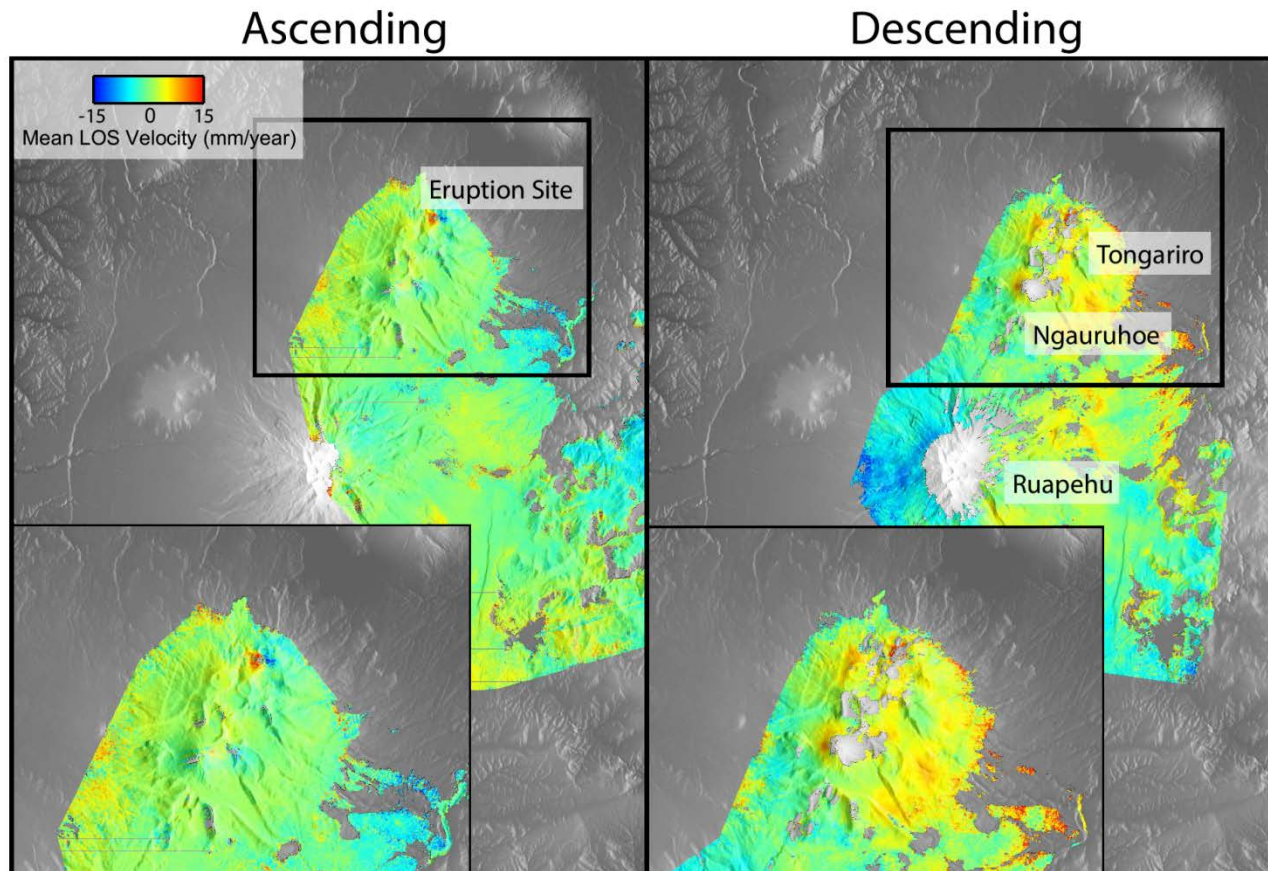 Ascending
Descending
-15 0 15
Mean LOS Velocity (mm/year)
Eruption Site
Tongariro
Ngauruhoe
Ruapehu